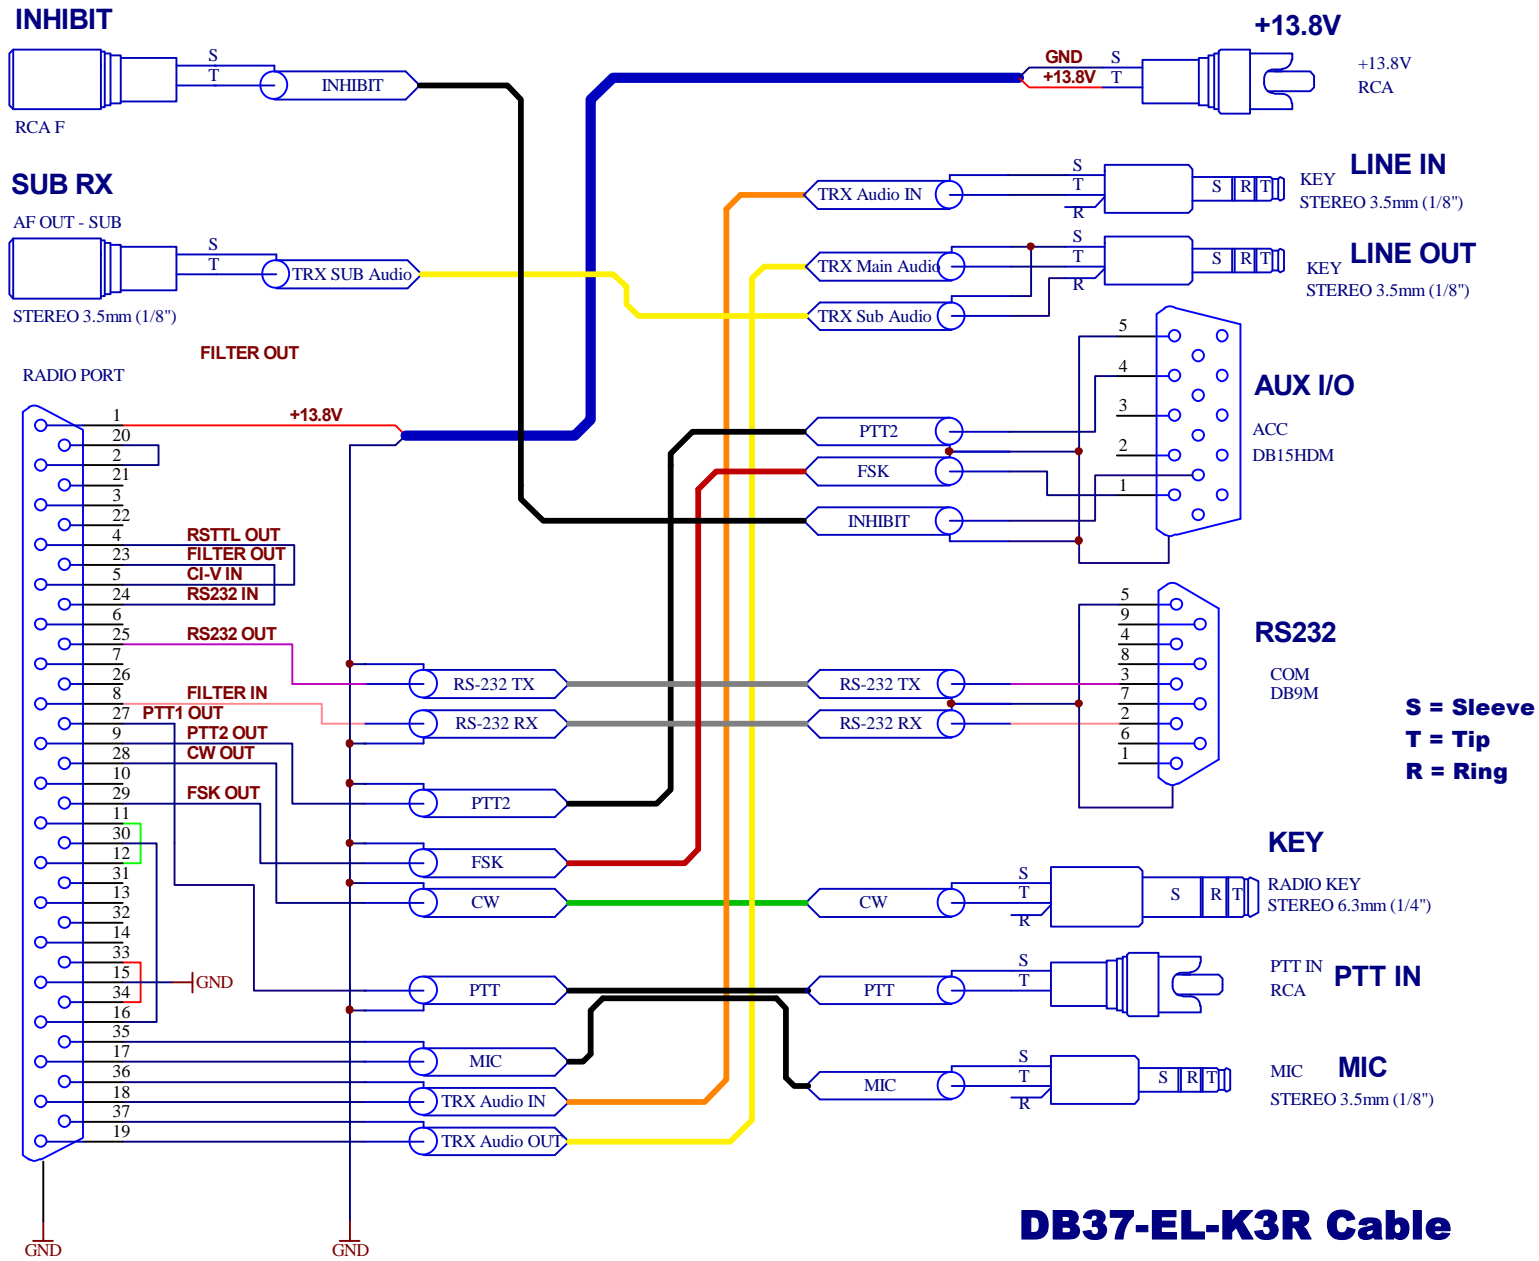 INHIBIT
S
T
INHIBIT
RCA F
SUB RX
AF OUT - SUB
S
T
TRX SUB Audio
STEREO 3.5mm (1/8")
FILTER OUT
RADIO PORT
1
+13.8V
20
2
21
3
22
4
RSTTL OUT
23
FILTER OUT
5
CI-V IN
24
RS232 IN
6
25
RS232 OUT
7
26
8
FILTER IN
27
PTT1 OUT
9
PTT2 OUT
28
CW OUT
10
29
FSK OUT
11
30
12
31
13
32
14
33
15
GND
34
16
35
17
36
18
37
19
GND
GND
RS-232 TX
RS-232 RX
PTT2
FSK
CW
PTT
MIC
TRX Audio IN
TRX Audio OUT
+13.8V
GND
S
+13.8V
T
+13.8V
RCA
TRX Audio IN
S
T
R
S
R
T
LINE IN
KEY
STEREO 3.5mm (1/8")
TRX Main Audio
TRX Sub Audio
S
T
R
S
R
T
LINE OUT
KEY
STEREO 3.5mm (1/8")
PTT2
FSK
INHIBIT
5
4
3
2
1
AUX I/O
ACC
DB15HDM
RS-232 TX
RS-232 RX
5
9
4
8
3
7
2
6
1
RS232
COM
DB9M
S = Sleeve
T = Tip
R = Ring
CW
S
T
R
S
R
T
KEY
RADIO KEY
STEREO 6.3mm (1/4")
PTT
S
T
PTT IN
RCA
PTT IN
MIC
S
T
R
S
R
T
MIC
MIC
STEREO 3.5mm (1/8")
DB37-EL-K3R Cable